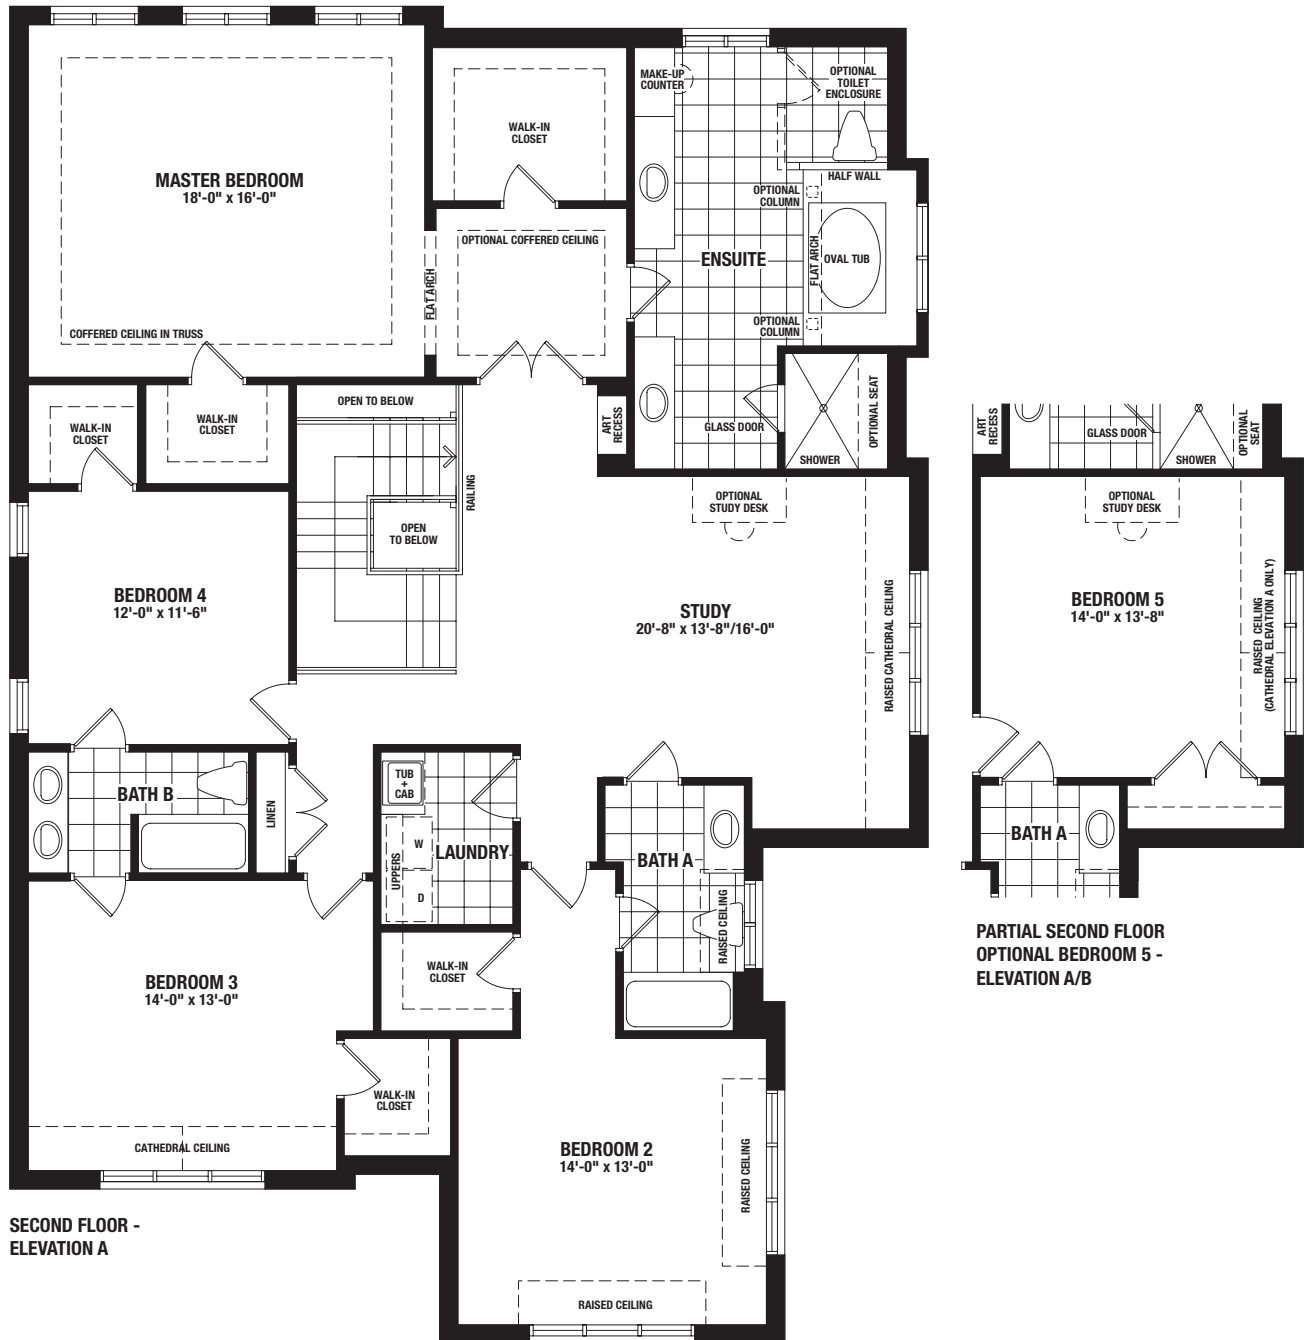 MASTER BEDROOM
18'-0" x 16'-0"
COFFERED CEILING IN TRUSS
WALK-IN
CLOSET
OPTIONAL COFFERED CEILING
FLAT ARCH
MAKE-UP
COUNTER
OPTIONAL
TOILET
ENCLOSURE
HALF WALL
OPTIONAL
COLUMN
ENSUITE
FLAT ARCH
OVAL TUB
OPTIONAL
COLUMN
GLASS DOOR
SHOWER
OPTIONAL SEAT
ART
RECESS
WALK-IN
CLOSET
WALK-IN
CLOSET
OPEN TO BELOW
RAILING
OPEN
TO BELOW
OPTIONAL
STUDY DESK
BEDROOM 4
12'-0" x 11'-6"
STUDY
20'-8" x 13'-8"/16'-0"
RAISED CATHEDRAL CEILING
BATH B
LINEN
TUB
+
CAB
UPPERS
W
D
LAUNDRY
BATH A
RAISED CEILING
WALK-IN
CLOSET
BEDROOM 3
14'-0" x 13'-0"
CATHEDRAL CEILING
WALK-IN
CLOSET
BEDROOM 2
14'-0" x 13'-0"
RAISED CEILING
RAISED CEILING
SECOND FLOOR -
ELEVATION A
ART
RECESS
GLASS DOOR
SHOWER
OPTIONAL
SEAT
OPTIONAL
STUDY DESK
BEDROOM 5
14'-0" x 13'-8"
RAISED CEILING
(CATHEDRAL ELEVATION A ONLY)
BATH A
PARTIAL SECOND FLOOR
OPTIONAL BEDROOM 5 -
ELEVATION A/B